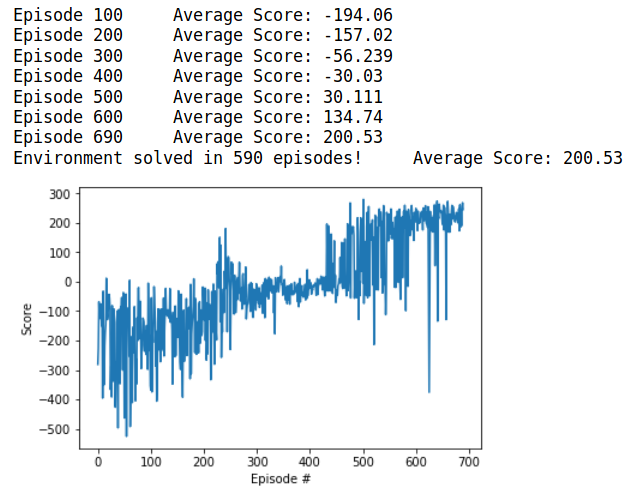 Episode 100 Average Score: -194.06
Episode 200 Average Score: -157.02
Episode 300 Average Score: -56.239
Episode 400 Average Score: -30.03
Episode 500 Average Score: 30.111
Episode 600 Average Score: 134.74
Episode 690 Average Score: 200.53
Environment solved in 590 episodes! Average Score: 200.53
300
200
100
0
−100
−200
−300
−400
−500
Score
0 100 200 300 400 500 600 700
Episode #